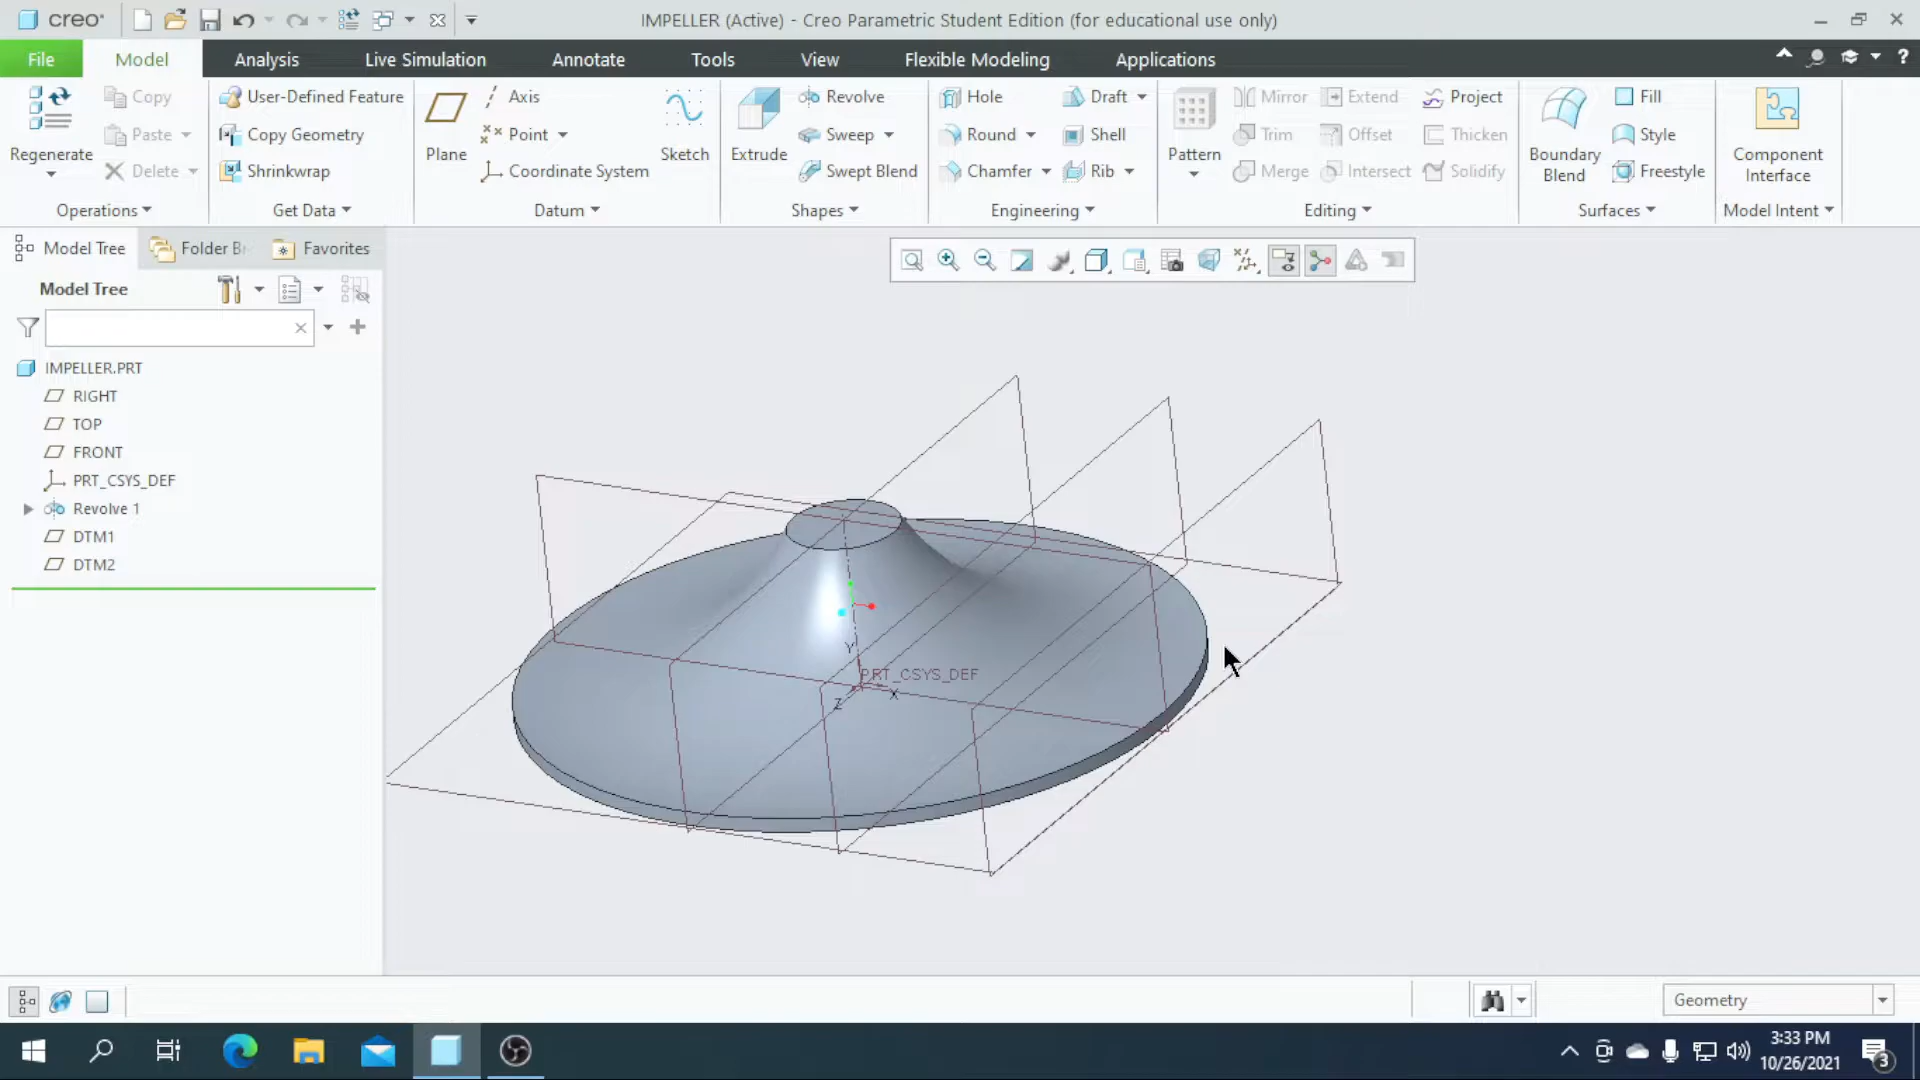 creo
IMPELLER (Active) - Creo Parametric Student Edition (for educational use only)
File Model Analysis Live Simulation Annotate Tools View Flexible Modeling Applications
Regenerate
Copy
Paste
Delete
Operations
User-Defined Feature
Copy Geometry
Shrinkwrap
Get Data
Plane
Axis
Point
Coordinate System
Sketch
Datum
Extrude
Revolve
Sweep
Swept Blend
Shapes
Hole
Round
Chamfer
Draft
Shell
Rib
Engineering
Pattern
Mirror
Trim
Merge
Extend
Offset
Intersect
Project
Thicken
Solidify
Editing
Boundary
Blend
Fill
Style
Freestyle
Surfaces
Component
Interface
Model Intent
Model Tree Folder Br Favorites
Model Tree
IMPELLER.PRT
RIGHT
TOP
FRONT
PRT_CSYS_DEF
Revolve 1
DTM1
DTM2
Y
PRT_CSYS_DEF
X
Z
Geometry
3:33 PM
10/26/2021
3